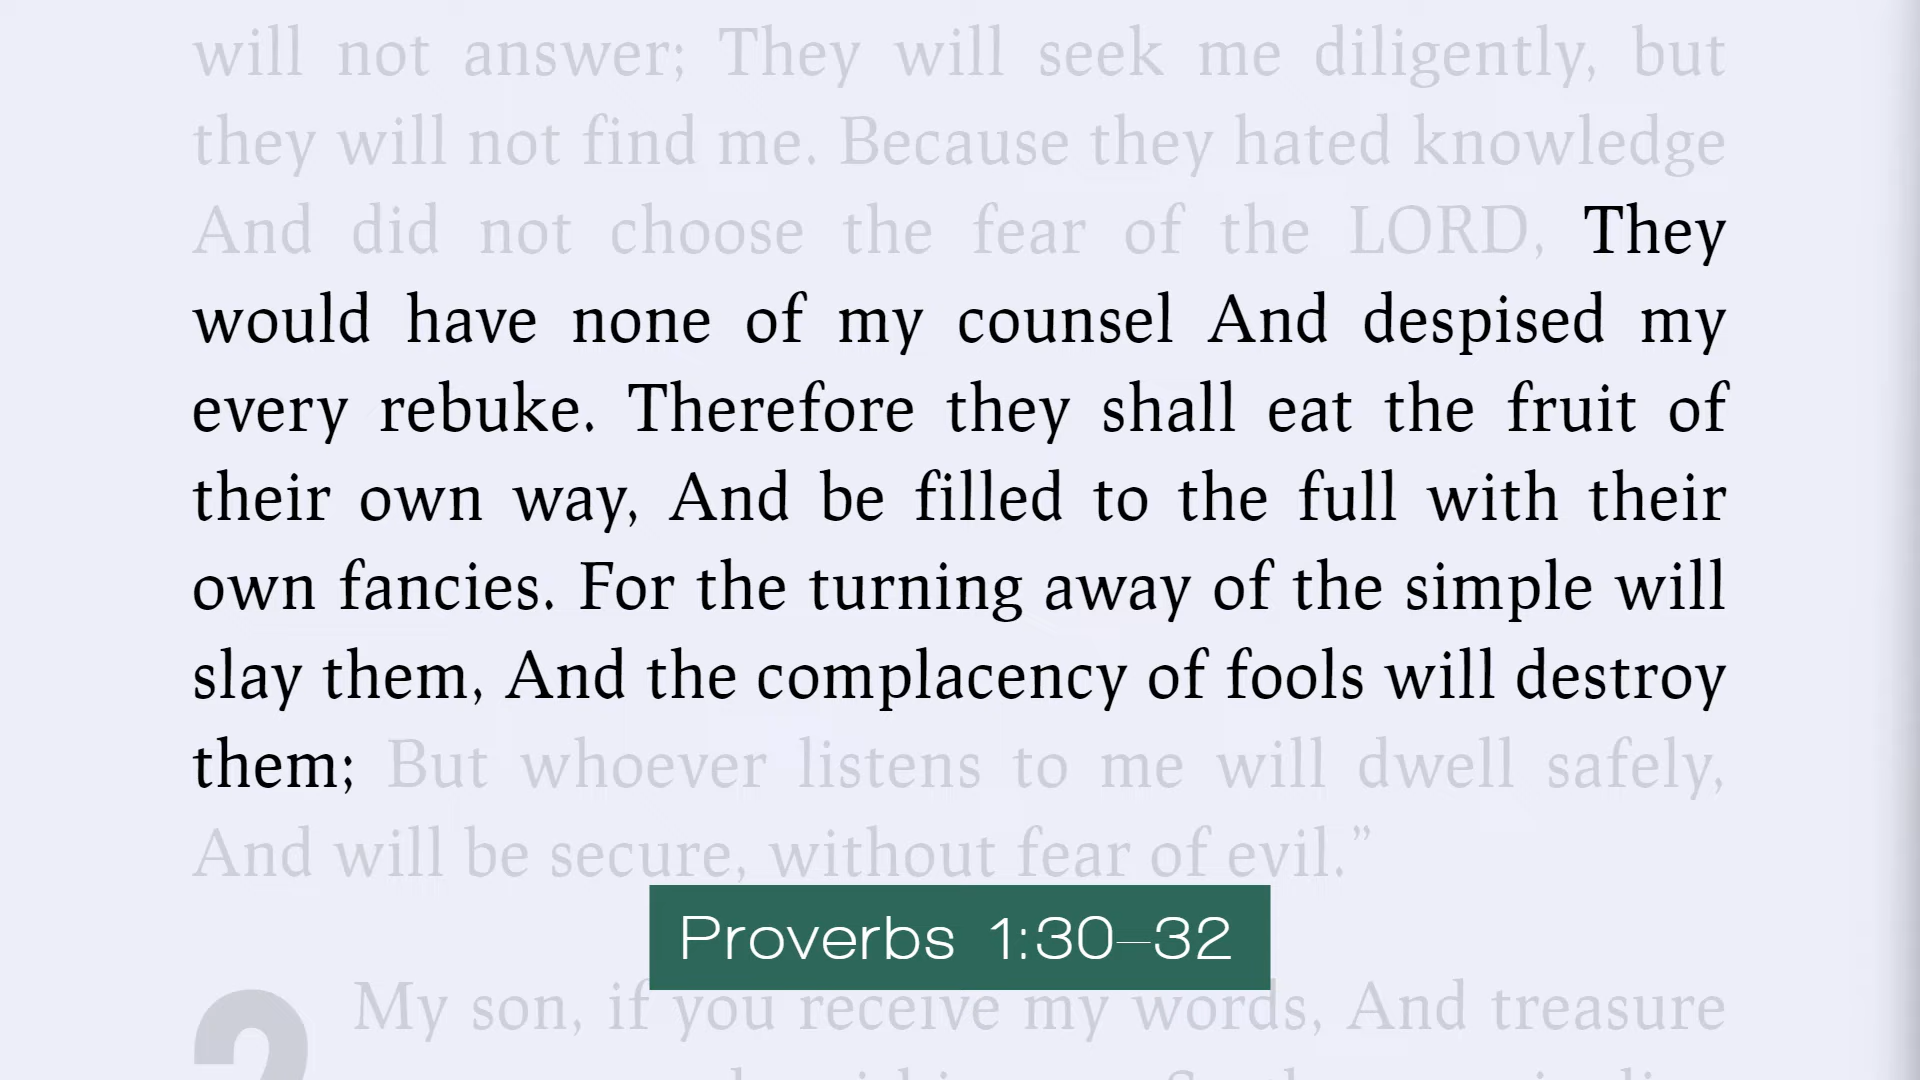 will not answer; They will seek me diligently, but
they will not find me. Because they hated knowledge
And did not choose the fear of the LORD, They
would have none of my counsel And despised my
every rebuke. Therefore they shall eat the fruit of
their own way, And be filled to the full with their
own fancies. For the turning away of the simple will
slay them, And the complacency of fools will destroy
them; But whoever listens to me will dwell safely,
And will be secure, without fear of evil.”
Proverbs 1:30–32
2 My son, if you receive my words, And treasure